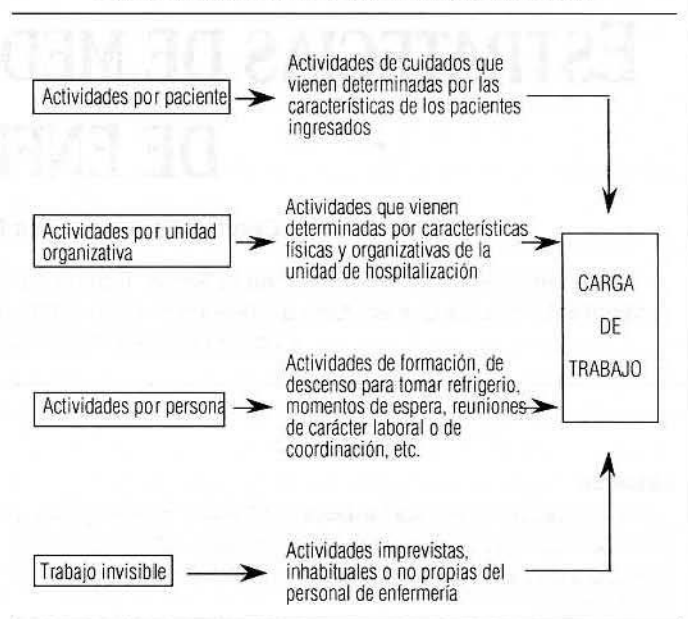 Actividades por paciente
Actividades de cuidados que
vienen determinadas por las
características de los pacientes
ingresados
Actividades por unidad
organizativa
Actividades que vienen
determinadas por características
físicas y organizativas de la
unidad de hospitalización
Actividades por persona
Actividades de formación, de
descenso para tomar refrigerio,
momentos de espera, reuniones
de carácter laboral o de
coordinación, etc.
Trabajo invisible
Actividades imprevistas,
inhabituales o no propias del
personal de enfermería
CARGA
DE
TRABAJO